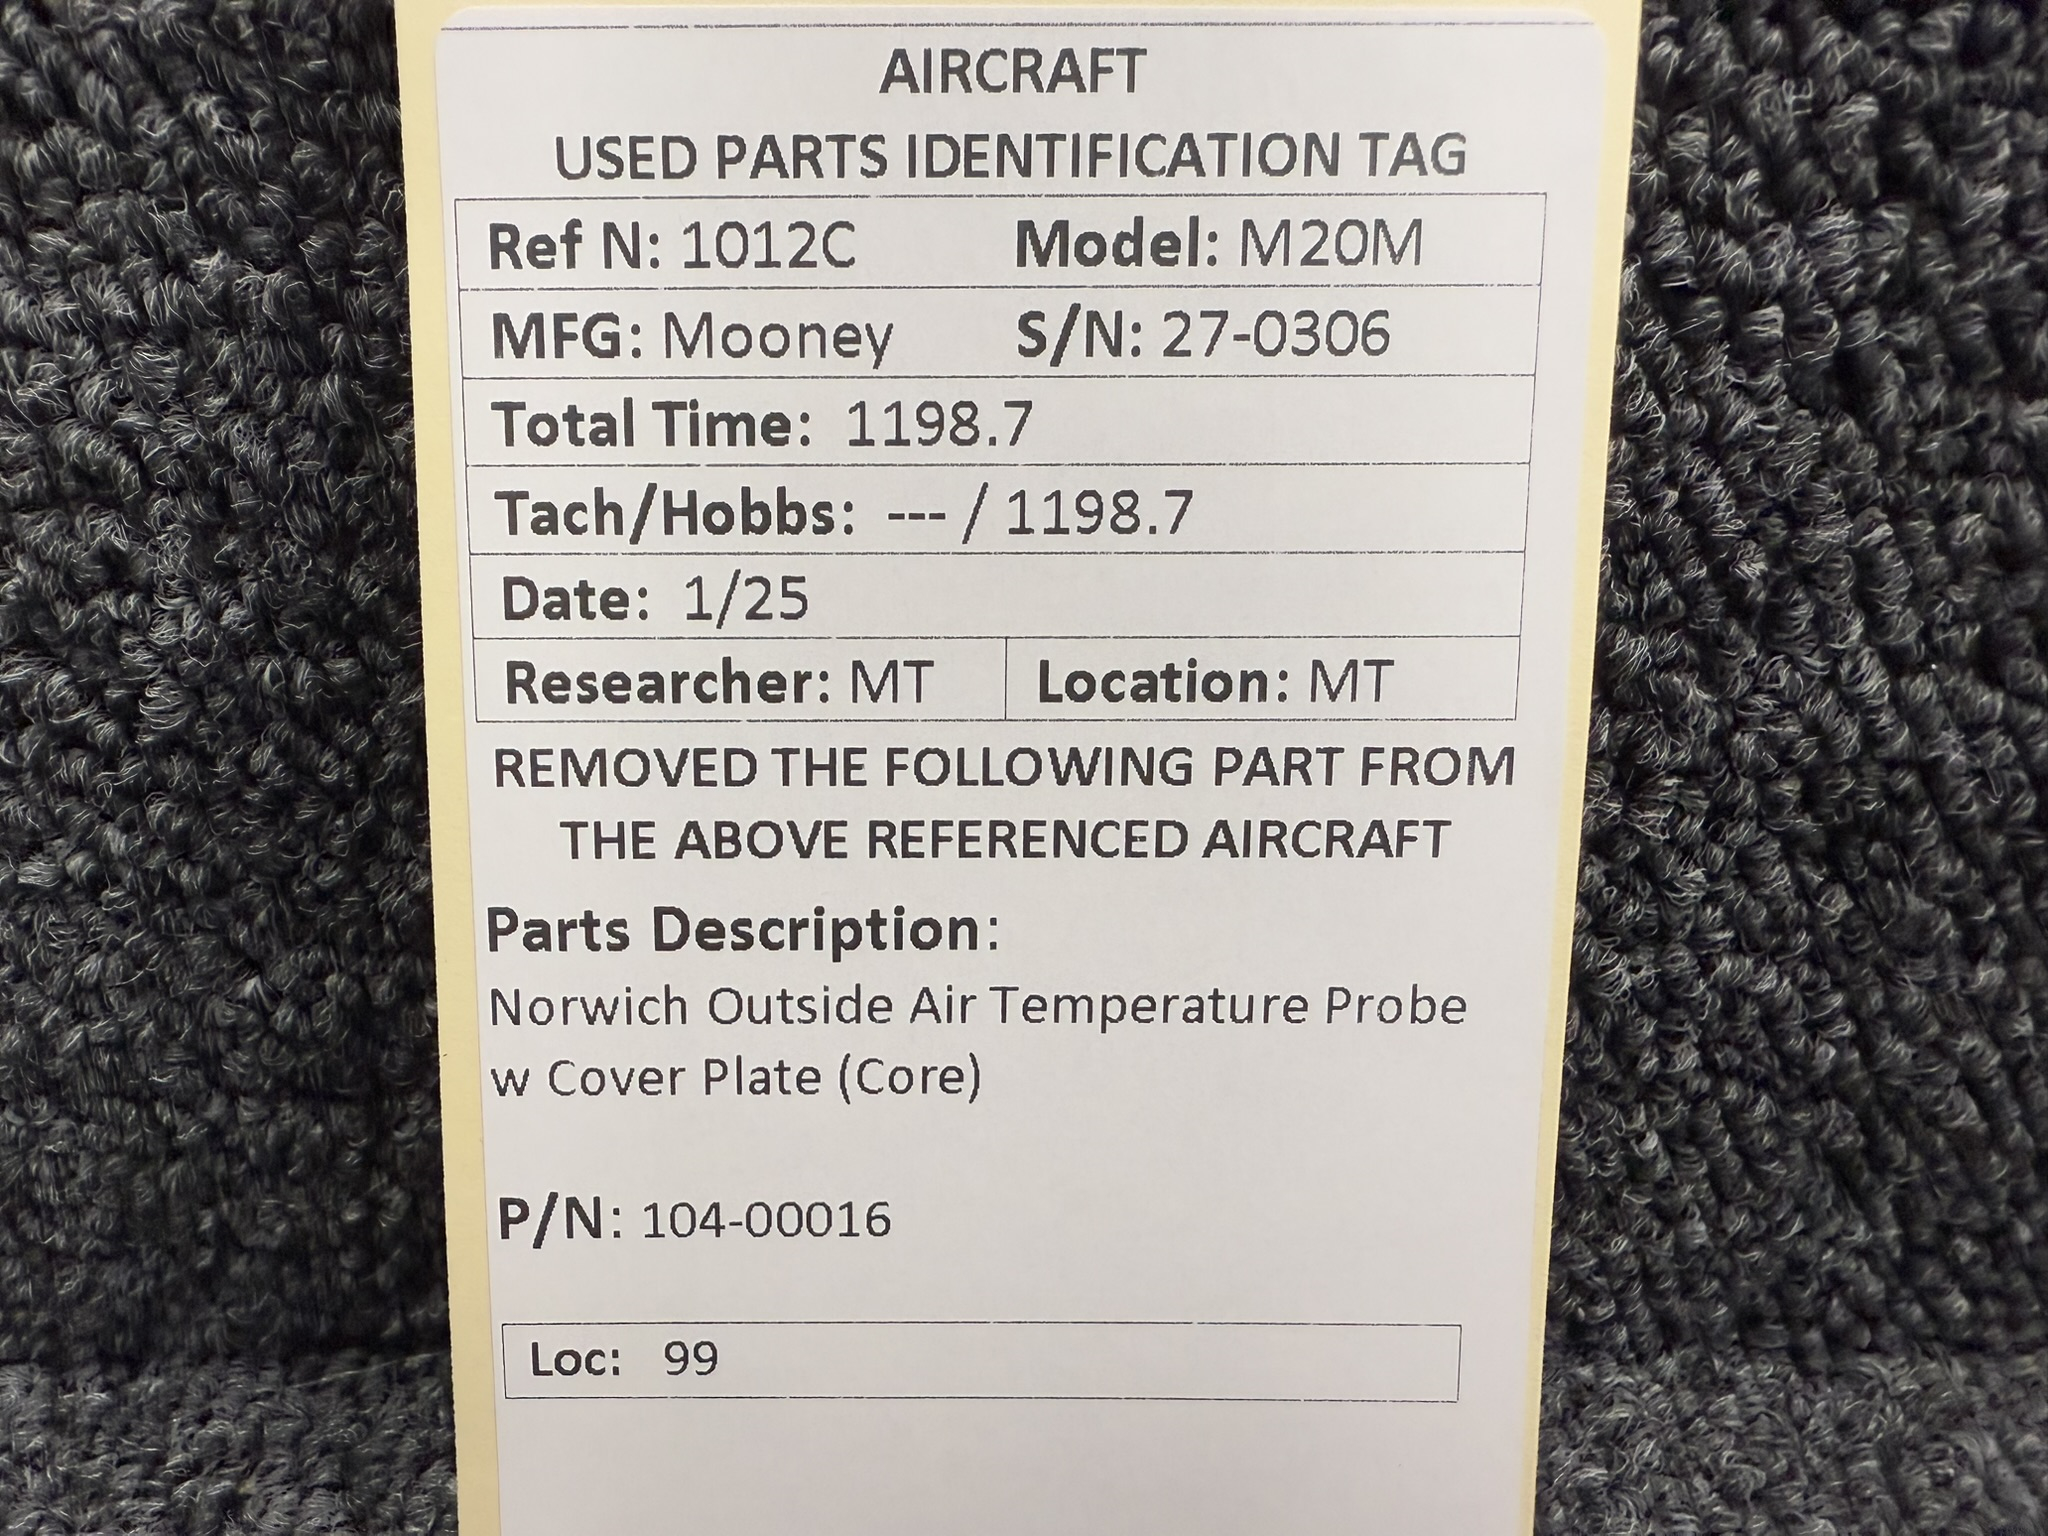 AIRCRAFT
USED PARTS IDENTIFICATION TAG
Ref N: 1012C Model: M20M
MFG: Mooney S/N: 27-0306
Total Time: 1198.7
Tach/Hobbs: --- / 1198.7
Date: 1/25
Researcher: MT Location: MT
REMOVED THE FOLLOWING PART FROM
THE ABOVE REFERENCED AIRCRAFT
Parts Description:
Norwich Outside Air Temperature Probe
w Cover Plate (Core)
P/N: 104-00016
Loc: 99